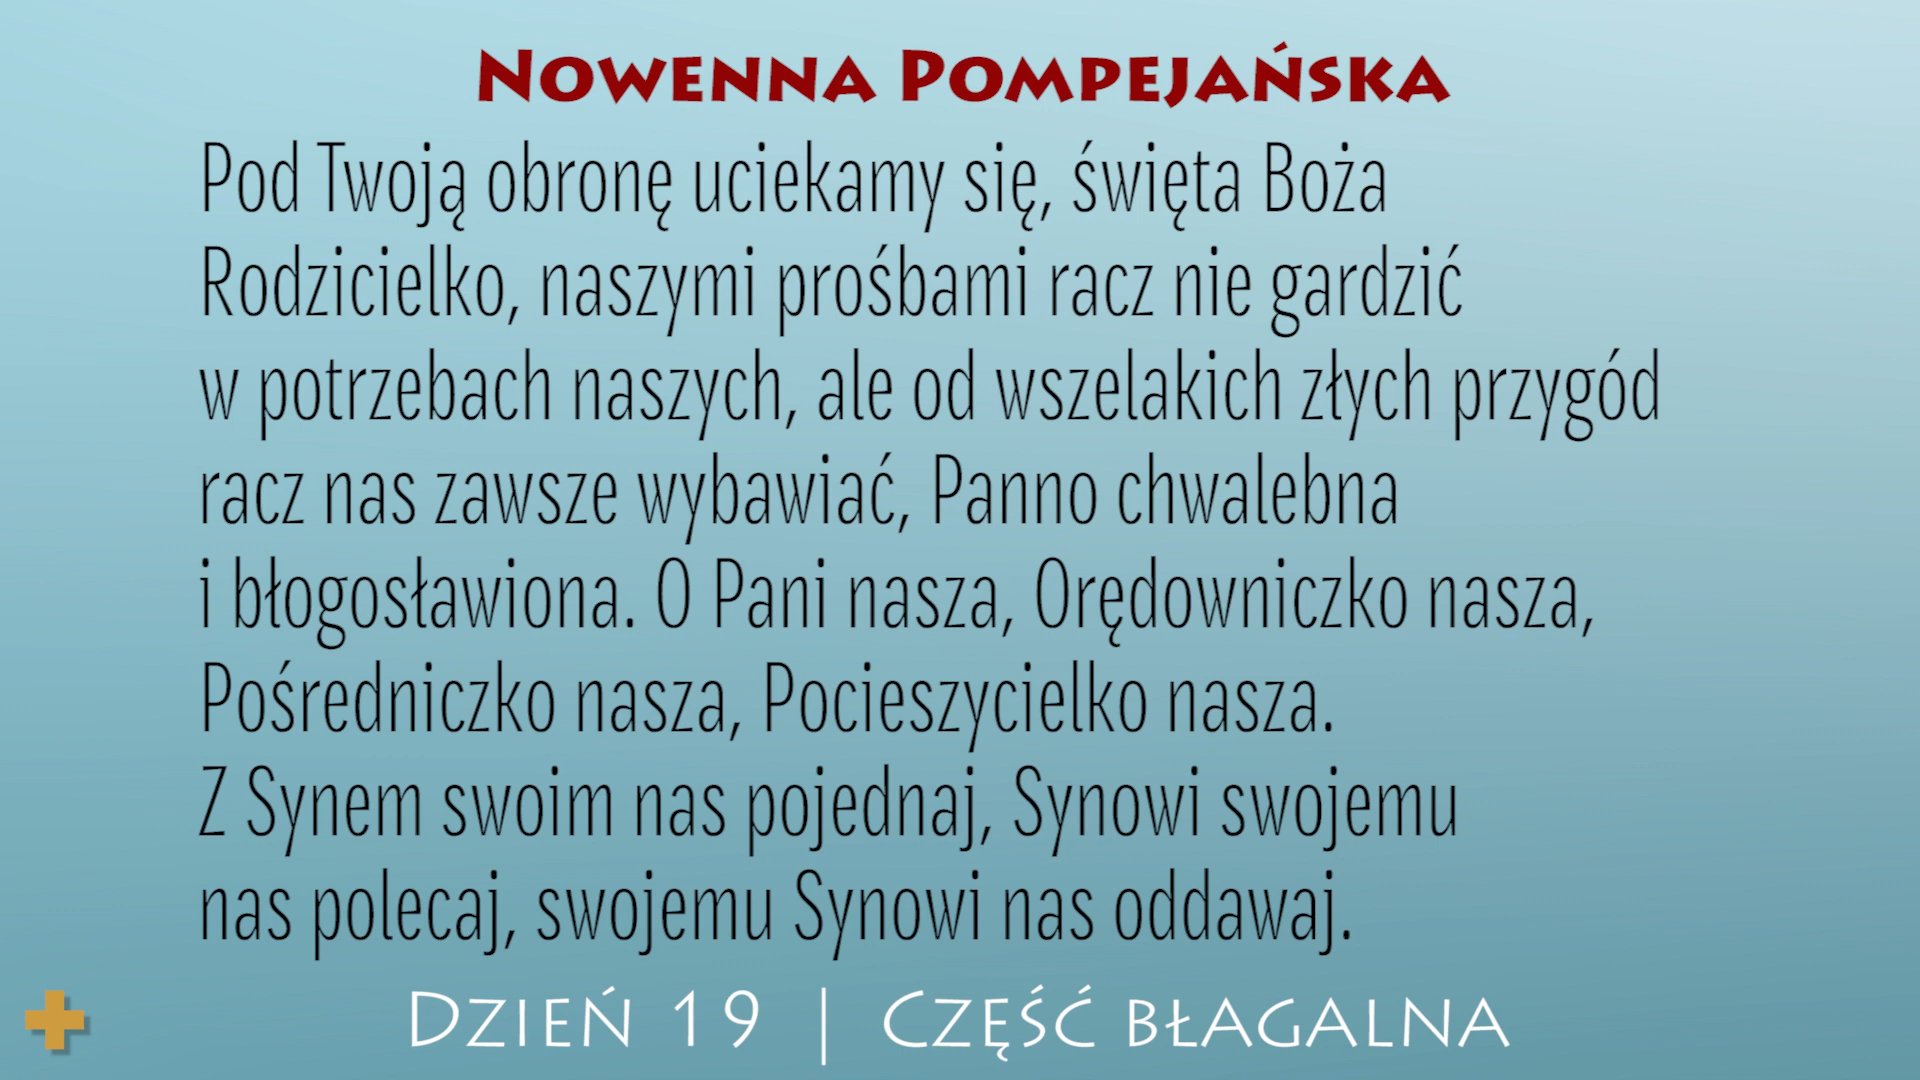 Nowenna Pompejańska
Pod Twoją obronę uciekamy się, święta Boża
Rodzicielko, naszymi prośbami racz nie gardzić
w potrzebach naszych, ale od wszelakich złych przygód
racz nas zawsze wybawiać, Panno chwalebna
i błogosławiona. O Pani nasza, Orędowniczko nasza,
Pośredniczko nasza, Pocieszycielko nasza.
Z Synem swoim nas pojednaj, Synowi swojemu
nas polecaj, swojemu Synowi nas oddawaj.
Dzień 19 | Część błagalna